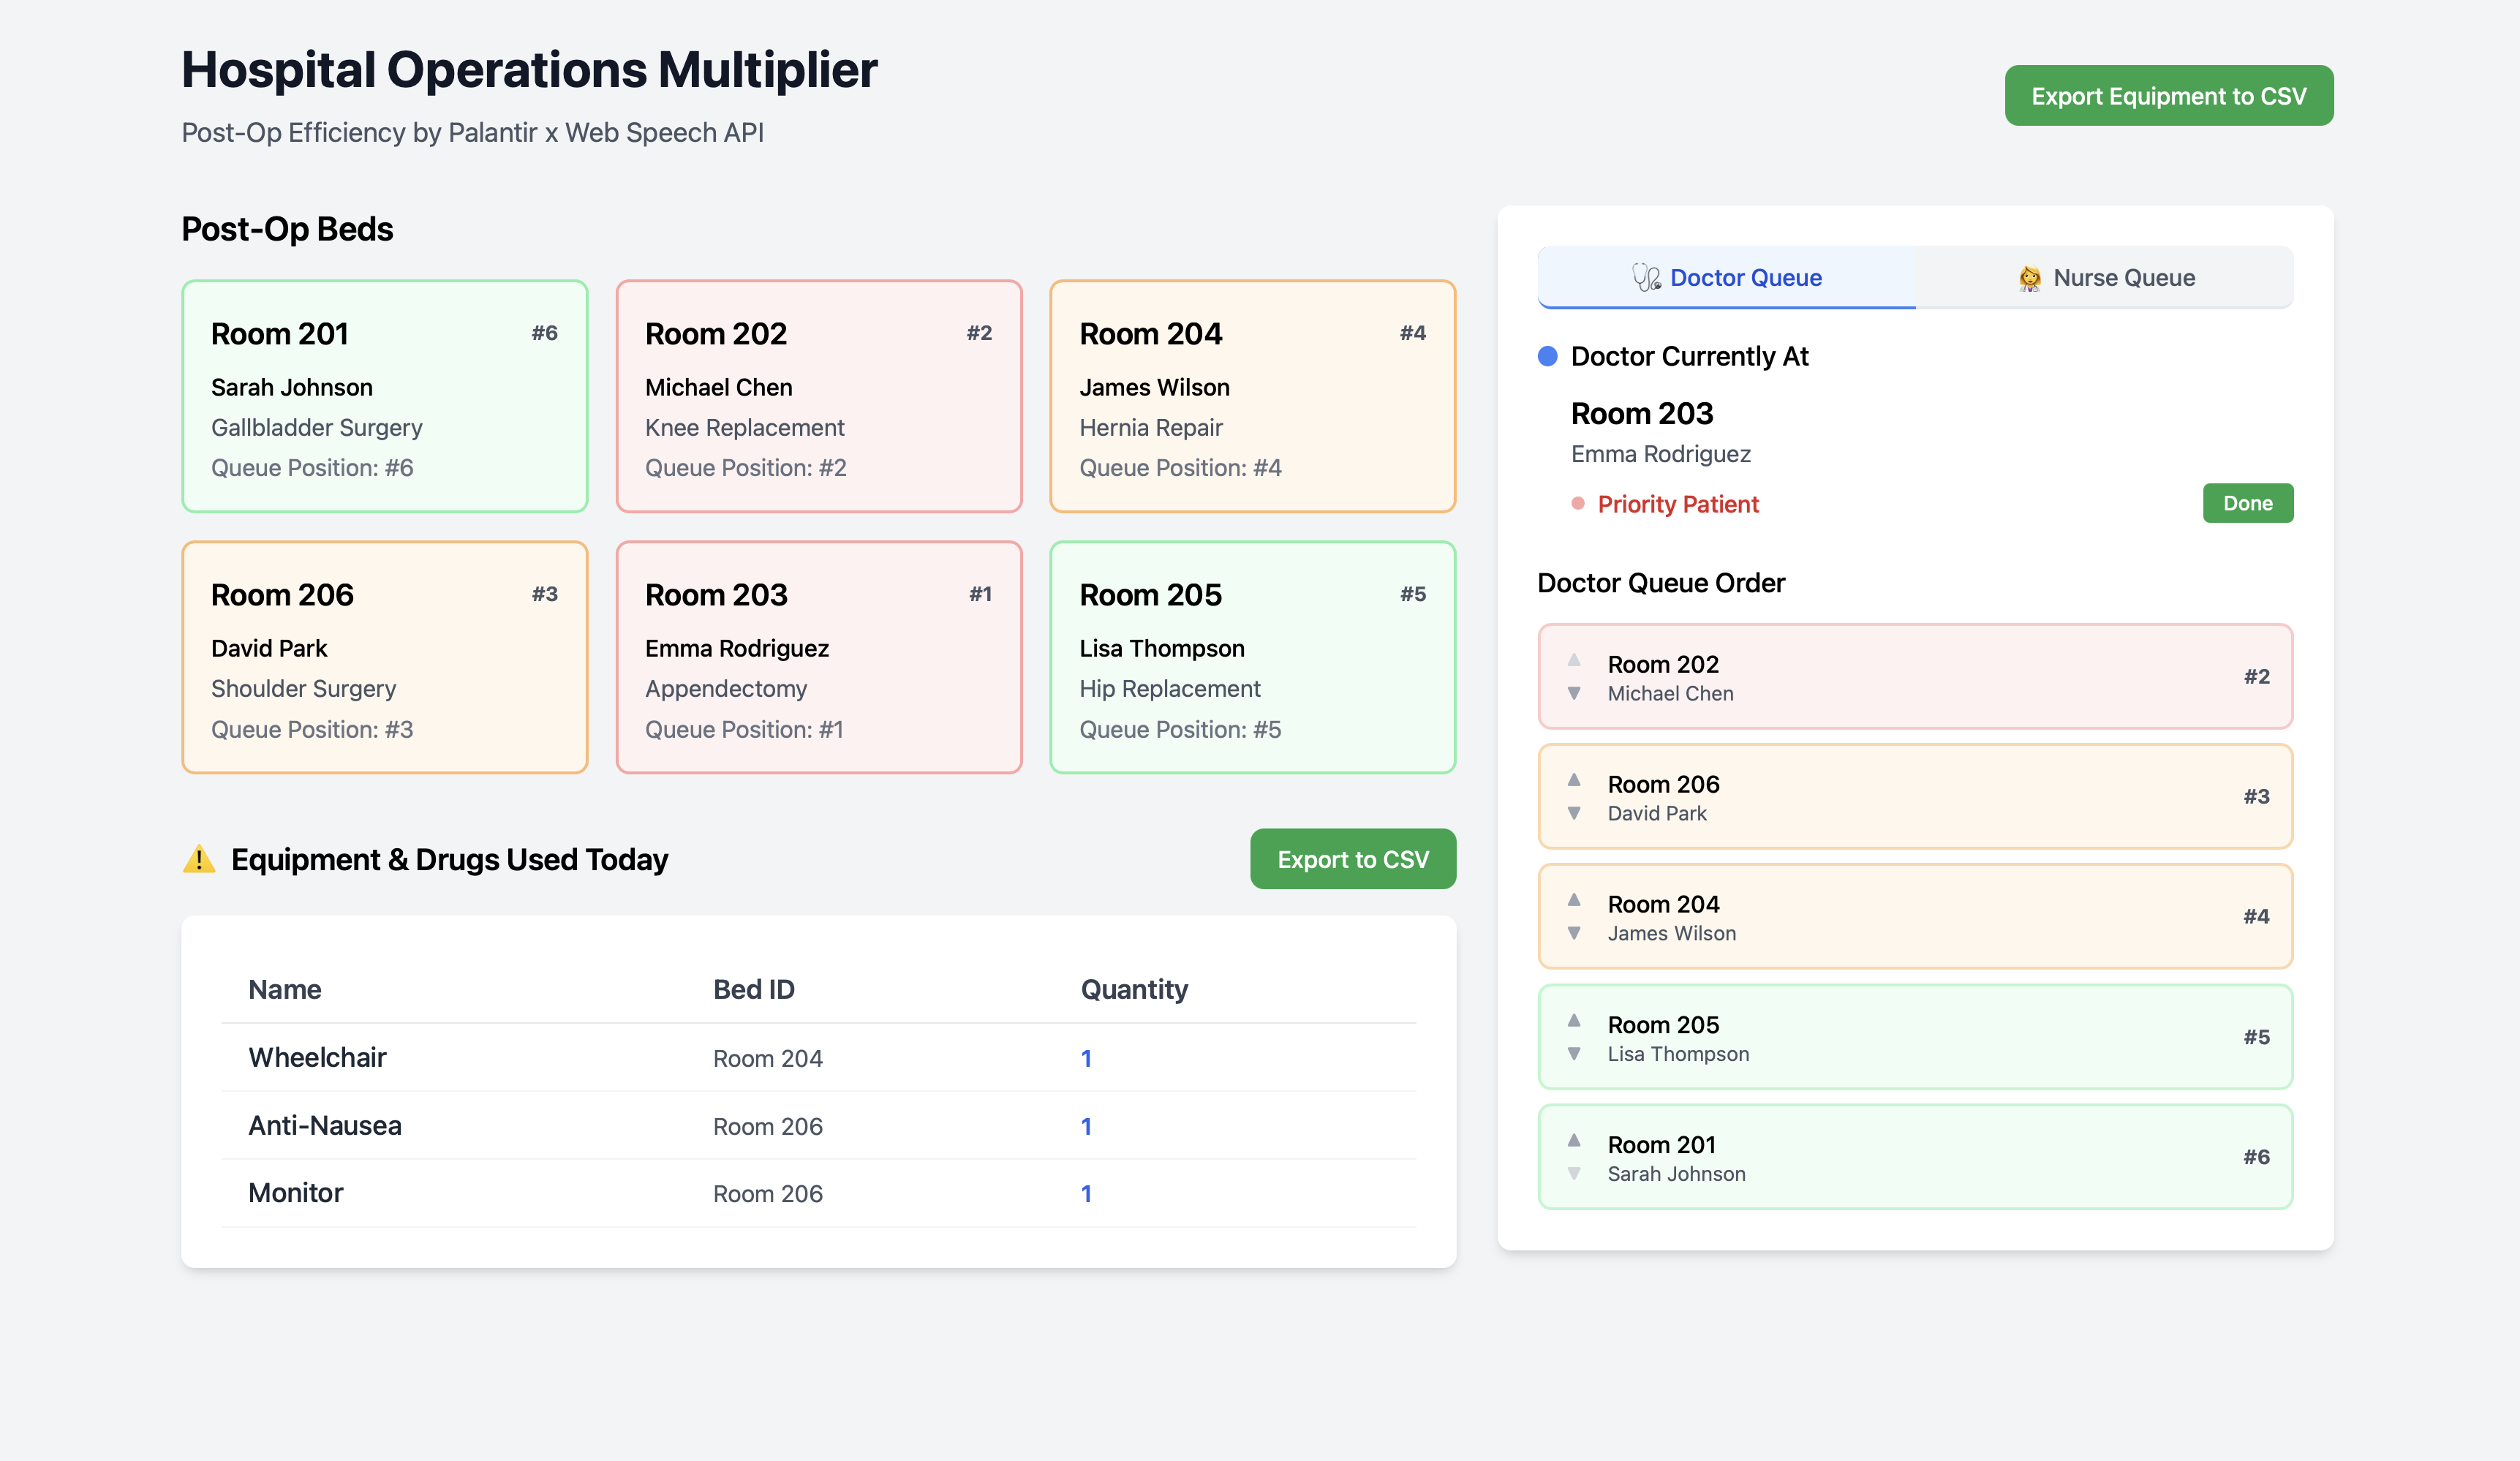 Hospital Operations Multiplier
Post-Op Efficiency by Palantir x Web Speech API
Export Equipment to CSV
Post-Op Beds
Room 201
#6
Sarah Johnson
Gallbladder Surgery
Queue Position: #6
Room 202
#2
Michael Chen
Knee Replacement
Queue Position: #2
Room 204
#4
James Wilson
Hernia Repair
Queue Position: #4
Room 206
#3
David Park
Shoulder Surgery
Queue Position: #3
Room 203
#1
Emma Rodriguez
Appendectomy
Queue Position: #1
Room 205
#5
Lisa Thompson
Hip Replacement
Queue Position: #5
Equipment & Drugs Used Today
Export to CSV
Name Bed ID Quantity
Wheelchair Room 204 1
Anti-Nausea Room 206 1
Monitor Room 206 1
Doctor Queue
Nurse Queue
Doctor Currently At
Room 203
Emma Rodriguez
Priority Patient
Done
Doctor Queue Order
Room 202
Michael Chen
#2
Room 206
David Park
#3
Room 204
James Wilson
#4
Room 205
Lisa Thompson
#5
Room 201
Sarah Johnson
#6